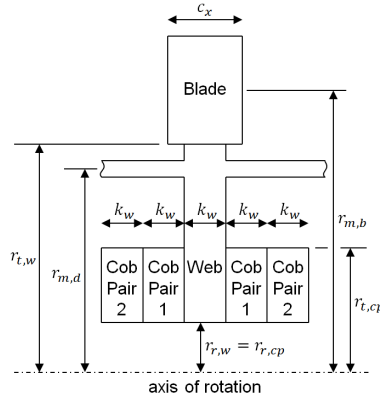 c_x
Blade
k_w k_w k_w k_w k_w
r_{t,w}
r_{m,d}
r_{m,b}
Cob Pair 2
Cob Pair 1
Web
Cob Pair 1
Cob Pair 2
r_{t,cp}
r_{r,w} = r_{r,cp}
axis of rotation